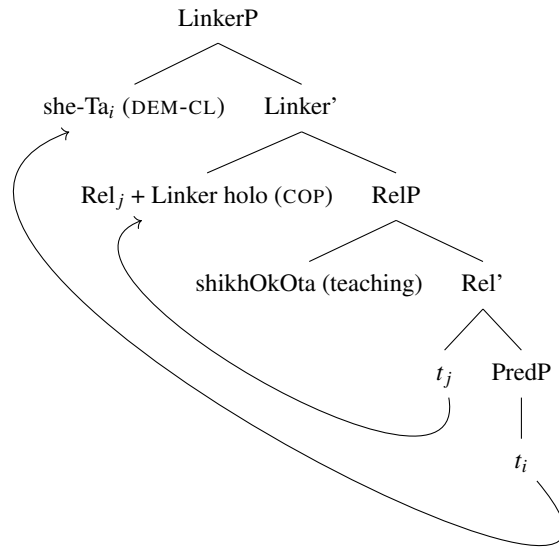 LinkerP
she-Taᵢ (DEM-CL) Linker’
Relⱼ + Linker holo (COP) RelP
shikhOkOta (teaching) Rel’
tⱼ PredP
tᵢ